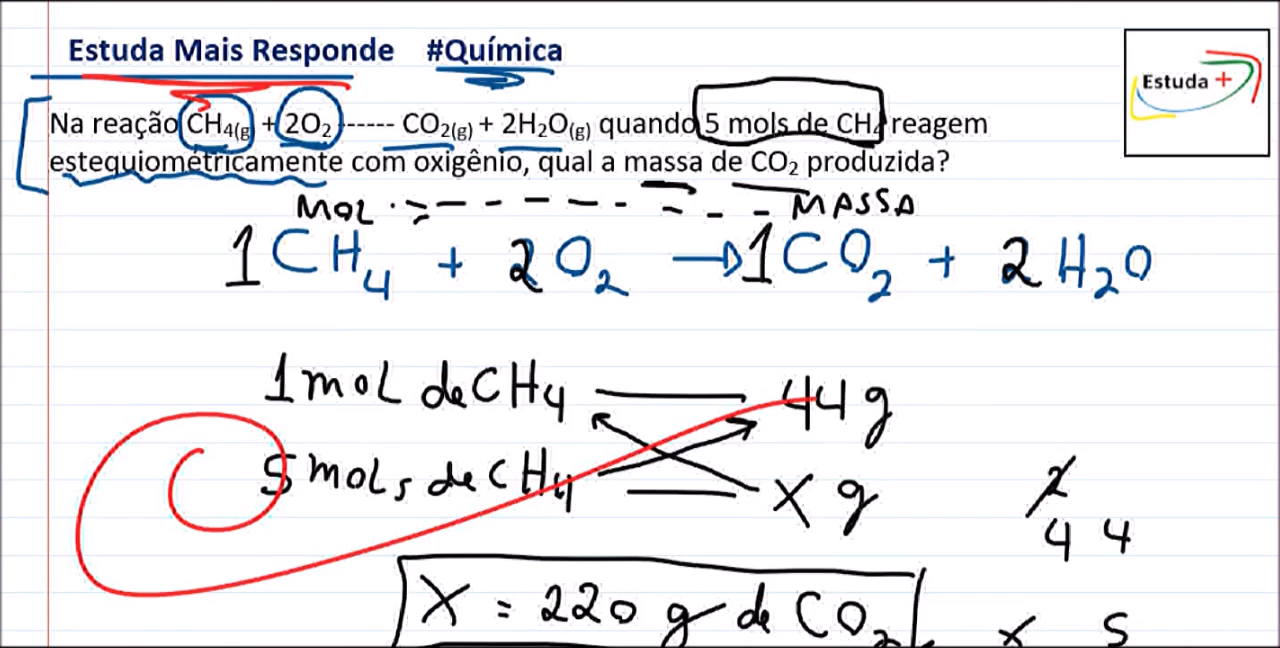 Estuda Mais Responde #Química
Estuda +
Na reação CH₄(g) + 2O₂ ------ CO₂(g) + 2H₂O(g) quando 5 mols de CH₄ reagem
estequiométricamente com oxigênio, qual a massa de CO₂ produzida?
MOL MASSA
1CH₄ + 2O₂ → 1CO₂ + 2H₂O
1 mol de CH₄ 44 g
5 mols de CH₄ X g
2
44
X = 220 g de CO₂
x 5